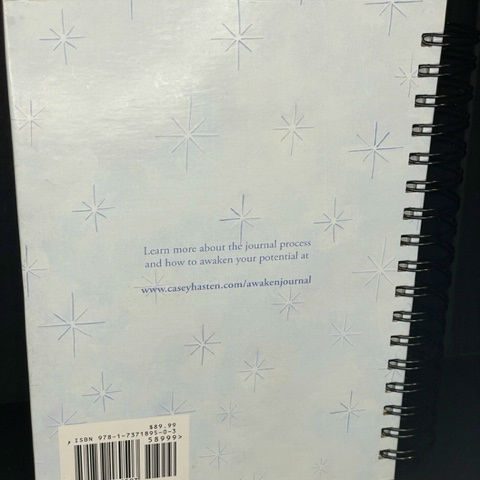 Learn more about the journal process
and how to awaken your potential at
www.caseyhasten.com/awakenjournal
$89.99
ISBN 978-1-7371895-0-3
58999>